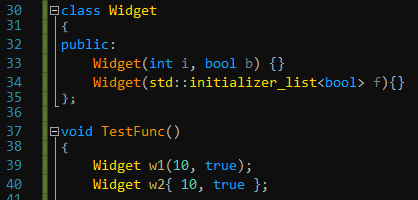 30 class Widget
31 {
32 public:
33 Widget(int i, bool b) {}
34 Widget(std::initializer_list<bool> f){}
35 };
36
37 void TestFunc()
38 {
39 Widget w1(10, true);
40 Widget w2{ 10, true };